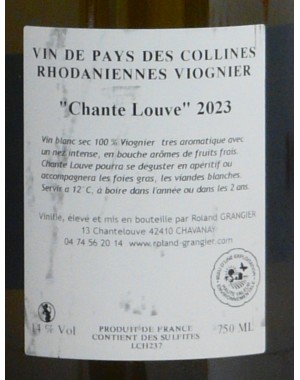 VIN DE PAYS DES COLLINES
RHODANIENNES VIOGNIER
"Chante Louve" 2023
Vin blanc sec 100 % Viognier tres aromatique avec
un nez intense, en bouche arômes de fruits frais.
Chante Louve pourra se déguster en apéritif ou
accompagnera les foies gras, les viandes blanches.
Servir à 12°C, à boire dans l'année ou dans les 2 ans.
Vinifié, élevé et mis en bouteille par Roland GRANGIER
13 Chantelouve 42410 CHAVANAY
04 74 56 20 14 www.roland-grangier.com
14 % Vol
PRODUIT DE FRANCE
CONTIENT DES SULFITES
LCH237
750 ML